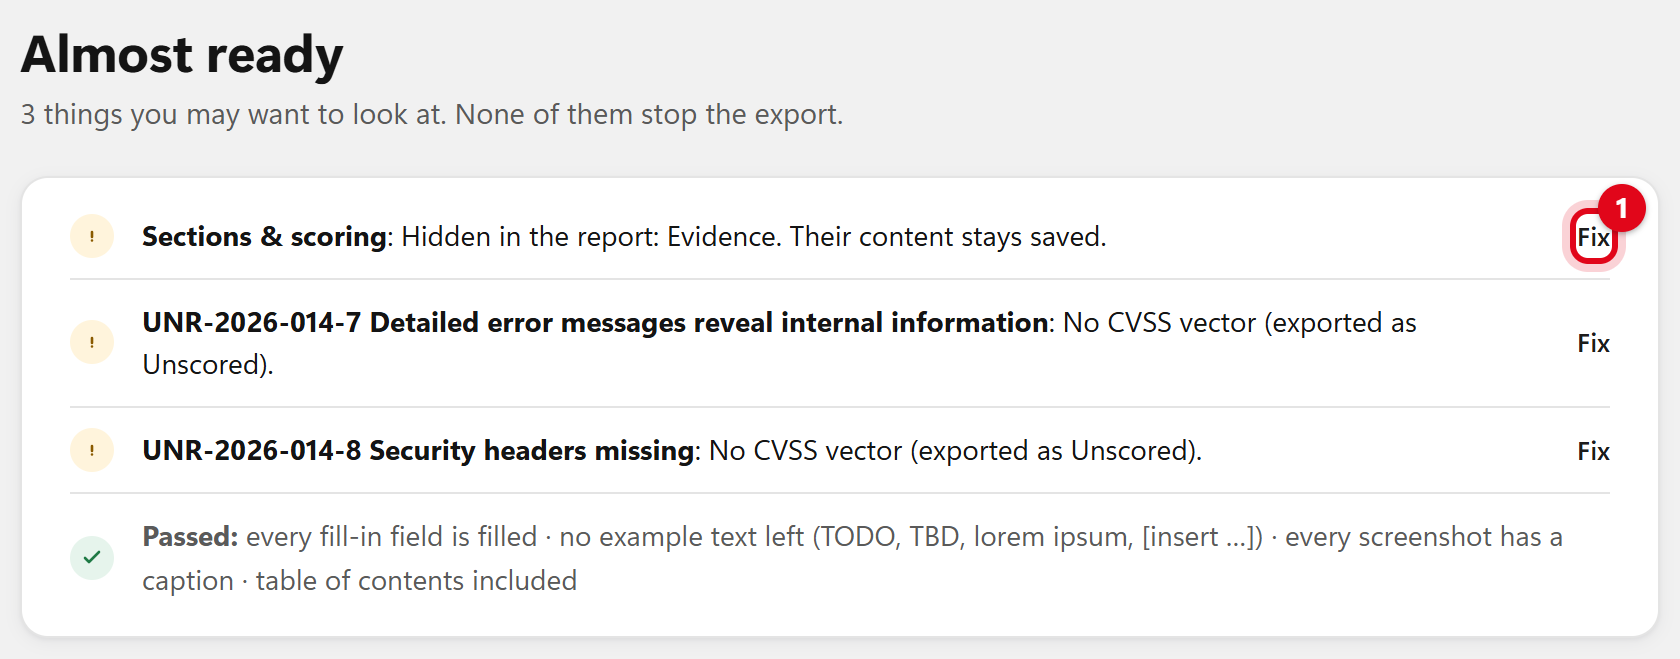 Almost ready
3 things you may want to look at. None of them stop the export.
Sections & scoring: Hidden in the report: Evidence. Their content stays saved.
Fix
1
UNR-2026-014-7 Detailed error messages reveal internal information: No CVSS vector (exported as
Unscored).
Fix
UNR-2026-014-8 Security headers missing: No CVSS vector (exported as Unscored).
Fix
Passed: every fill-in field is filled · no example text left (TODO, TBD, lorem ipsum, [insert ...]) · every screenshot has a
caption · table of contents included